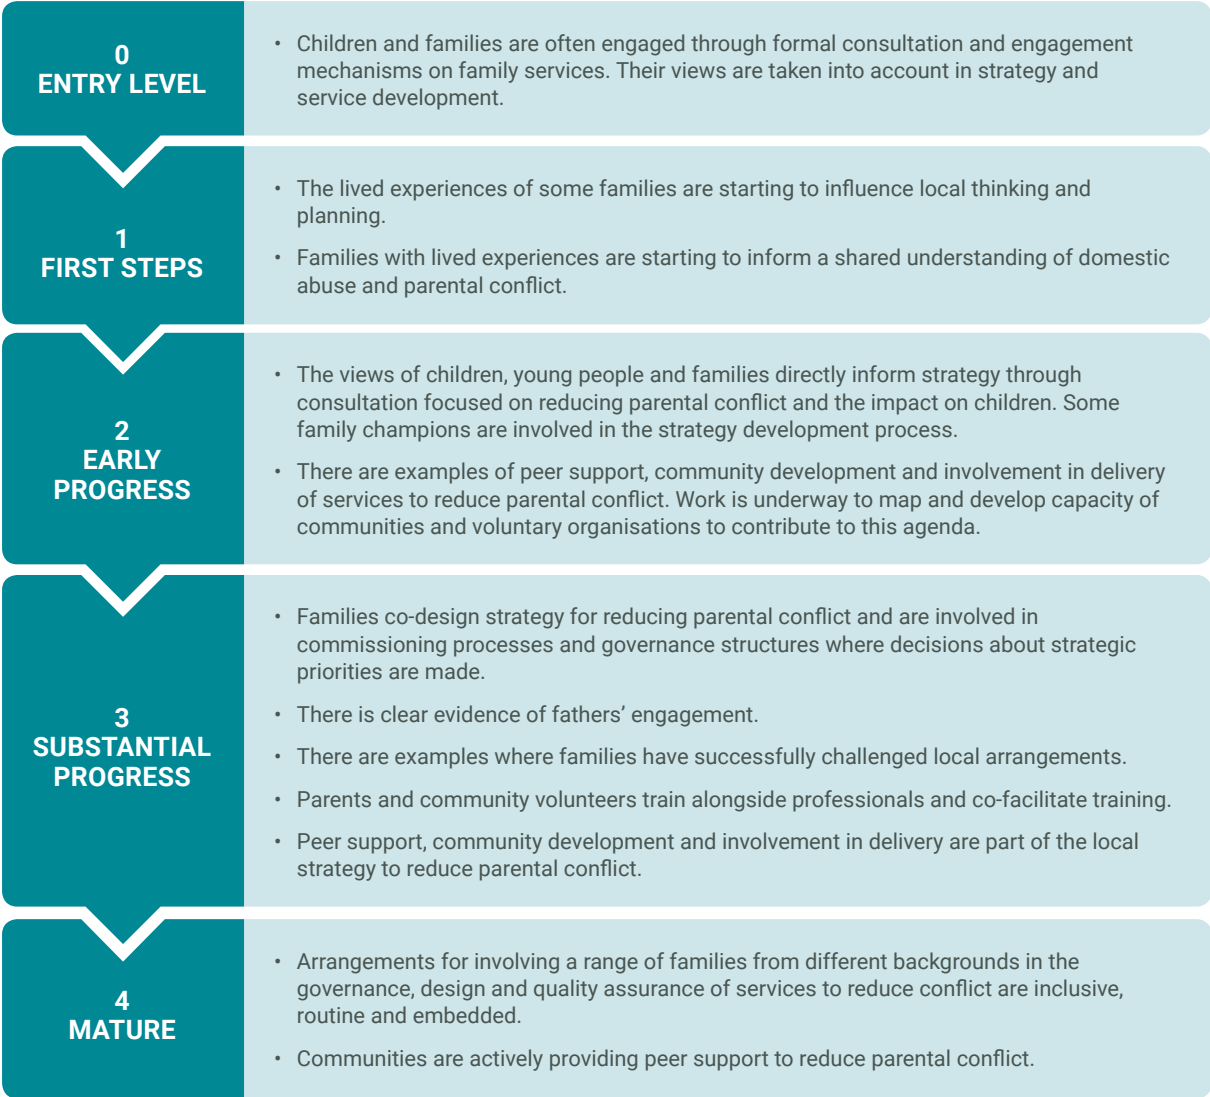 0
ENTRY LEVEL
• Children and families are often engaged through formal consultation and engagement
mechanisms on family services. Their views are taken into account in strategy and
service development.
1
FIRST STEPS
• The lived experiences of some families are starting to influence local thinking and
planning.
• Families with lived experiences are starting to inform a shared understanding of domestic
abuse and parental conflict.
2
EARLY
PROGRESS
• The views of children, young people and families directly inform strategy through
consultation focused on reducing parental conflict and the impact on children. Some
family champions are involved in the strategy development process.
• There are examples of peer support, community development and involvement in delivery
of services to reduce parental conflict. Work is underway to map and develop capacity of
communities and voluntary organisations to contribute to this agenda.
3
SUBSTANTIAL
PROGRESS
• Families co-design strategy for reducing parental conflict and are involved in
commissioning processes and governance structures where decisions about strategic
priorities are made.
• There is clear evidence of fathers’ engagement.
• There are examples where families have successfully challenged local arrangements.
• Parents and community volunteers train alongside professionals and co-facilitate training.
• Peer support, community development and involvement in delivery are part of the local
strategy to reduce parental conflict.
4
MATURE
• Arrangements for involving a range of families from different backgrounds in the
governance, design and quality assurance of services to reduce conflict are inclusive,
routine and embedded.
• Communities are actively providing peer support to reduce parental conflict.